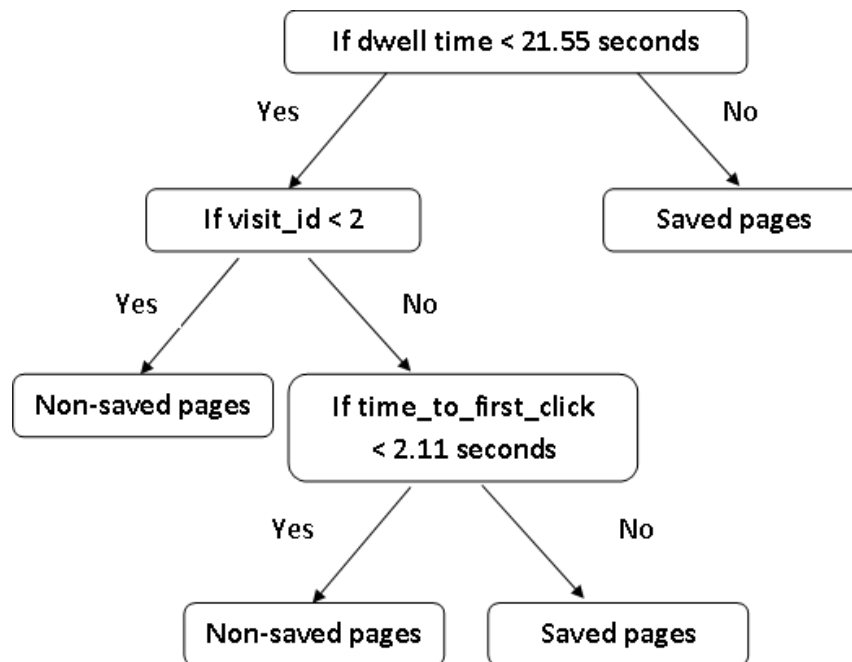 If dwell time < 21.55 seconds
Yes
No
If visit_id < 2
Saved pages
Yes
No
Non-saved pages
If time_to_first_click
< 2.11 seconds
Yes
No
Non-saved pages
Saved pages